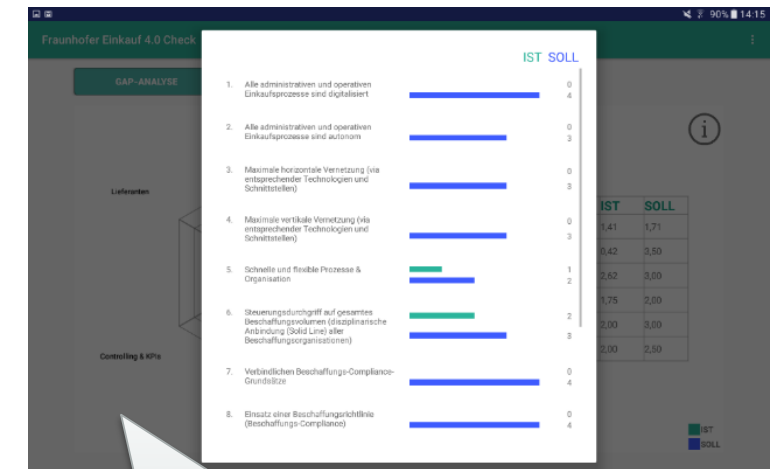 90% 14:15
Fraunhofer Einkauf 4.0 Check
GAP-ANALYSE
IST SOLL
1. Alle administrativen und operativen
Einkaufsprozesse sind digitalisiert
0
4
2. Alle administrativen und operativen
Einkaufsprozesse sind autonom
0
3
3. Maximale horizontale Vernetzung (via
entsprechender Technologien und
Schnittstellen)
0
3
4. Maximale vertikale Vernetzung (via
entsprechender Technologien und
Schnittstellen)
0
3
5. Schnelle und flexible Prozesse &
Organisation
1
2
6. Steuerungsdurchgriff auf gesamtes
Beschaffungsvolumen (disziplinarische
Anbindung (Solid Line) aller
Beschaffungsorganisationen)
2
3
7. Verbindlichen Beschaffungs-Compliance-
Grundsätze
0
4
8. Einsatz einer Beschaffungsrichtlinie
(Beschaffungs-Compliance)
0
4
Lieferanten
Controlling & KPIs
i
IST SOLL
1,41 1,71
0,42 3,50
2,62 3,00
1,75 2,00
2,00 3,00
2,00 2,50
IST
SOLL